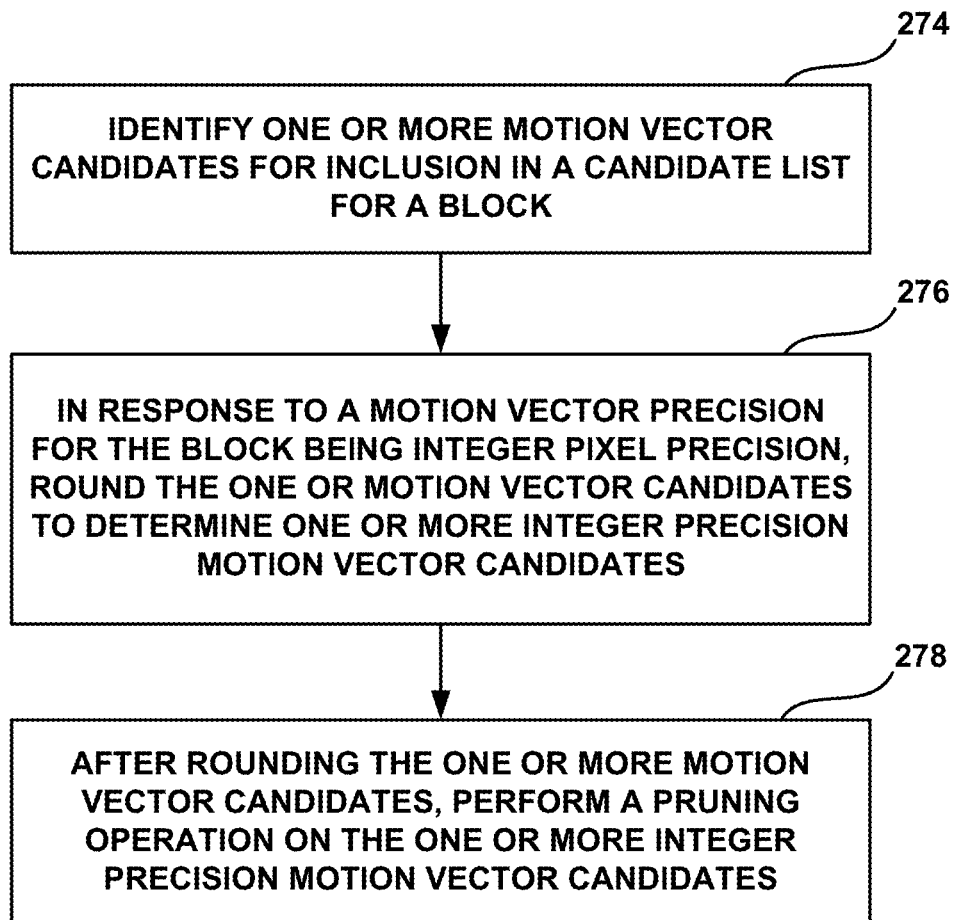 274
IDENTIFY ONE OR MORE MOTION VECTOR
CANDIDATES FOR INCLUSION IN A CANDIDATE LIST
FOR A BLOCK
276
IN RESPONSE TO A MOTION VECTOR PRECISION
FOR THE BLOCK BEING INTEGER PIXEL PRECISION,
ROUND THE ONE OR MOTION VECTOR CANDIDATES
TO DETERMINE ONE OR MORE INTEGER PRECISION
MOTION VECTOR CANDIDATES
278
AFTER ROUNDING THE ONE OR MORE MOTION
VECTOR CANDIDATES, PERFORM A PRUNING
OPERATION ON THE ONE OR MORE INTEGER
PRECISION MOTION VECTOR CANDIDATES